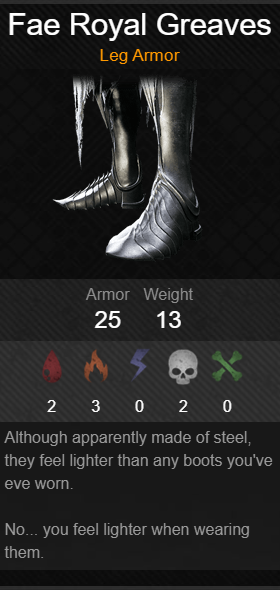 Fae Royal Greaves
Leg Armor
Armor Weight
25 13
2 3 0 2 0
Although apparently made of steel,
they feel lighter than any boots you've
eve worn.
No... you feel lighter when wearing
them.